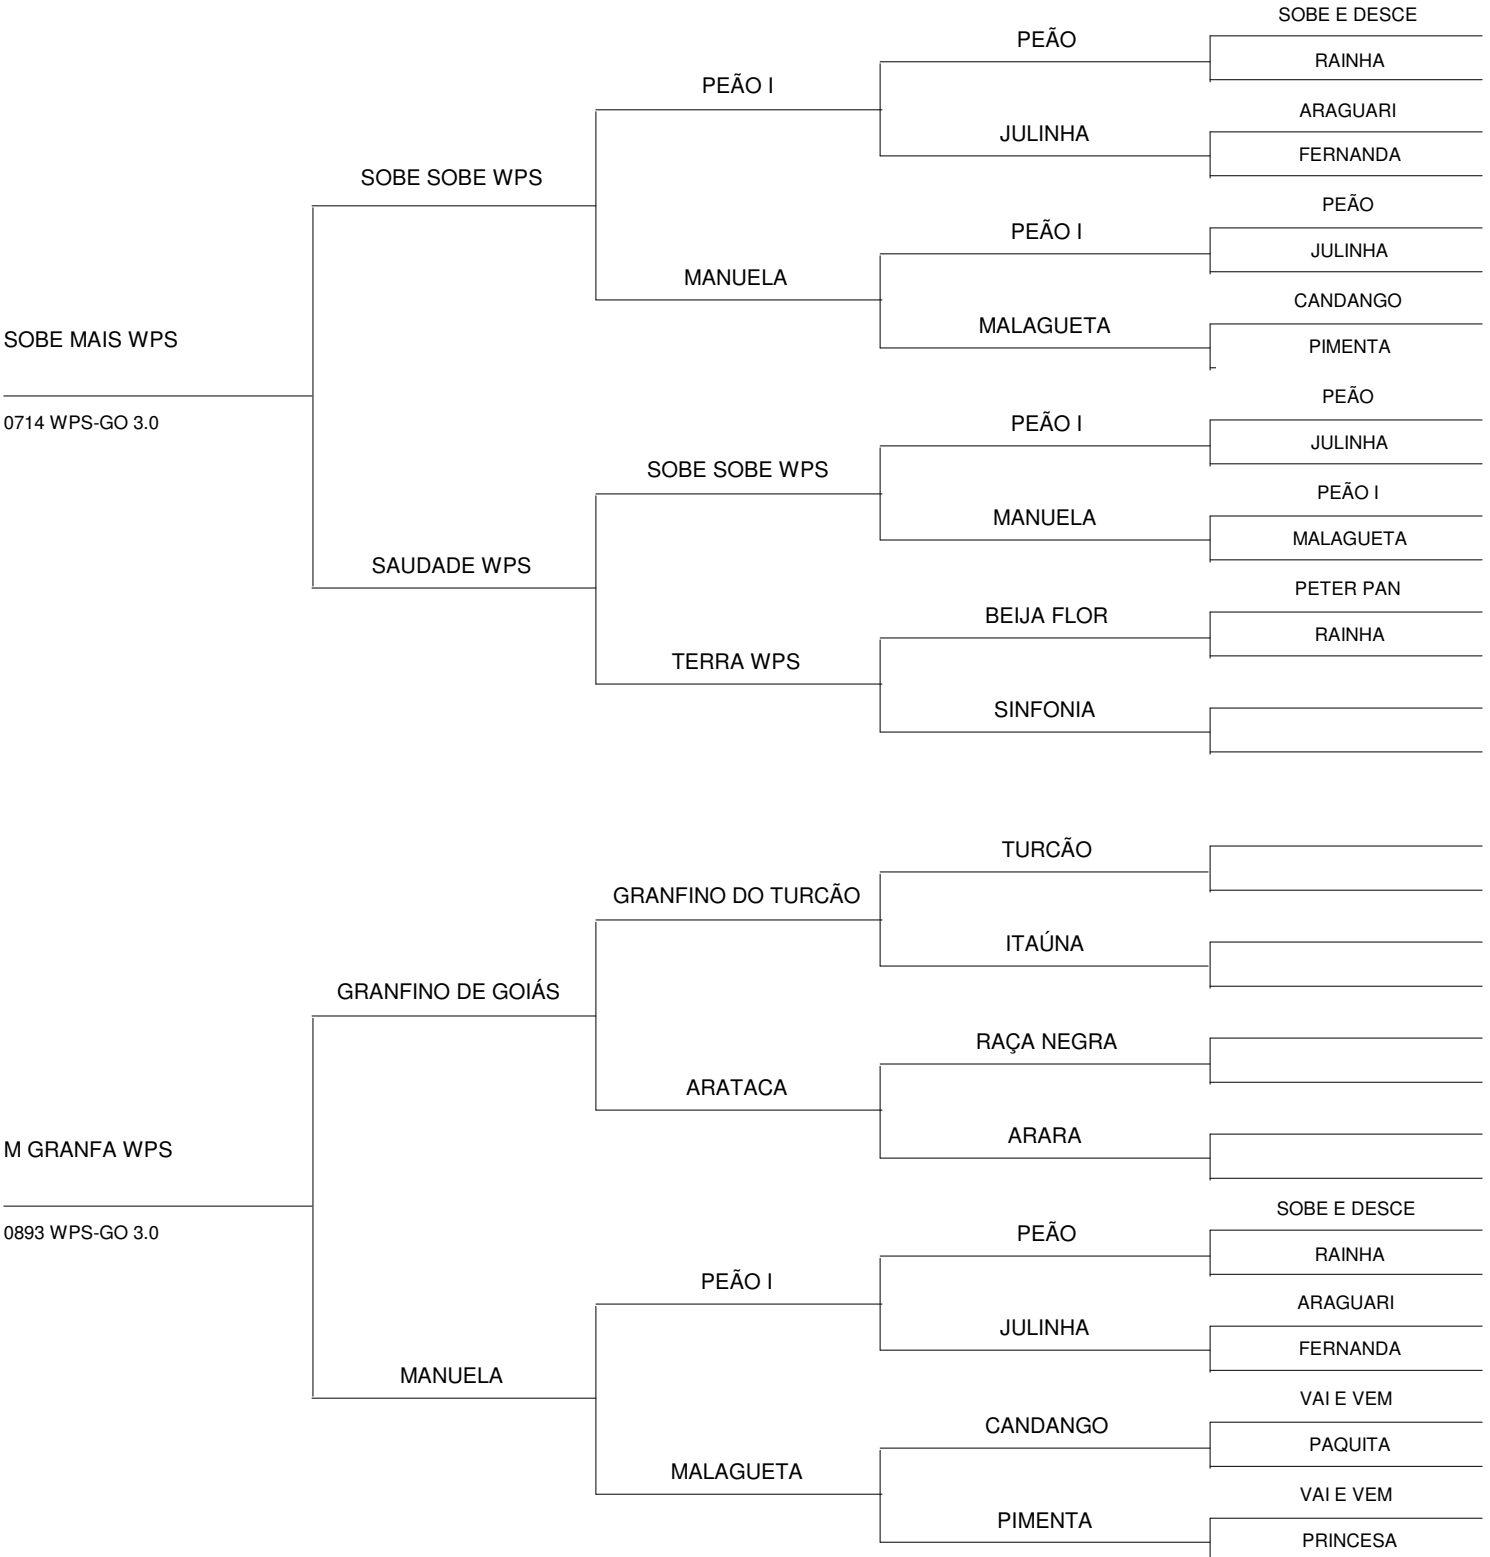 SOBE E DESCE
PEÃO
RAINHA
PEÃO I
ARAGUARI
JULINHA
FERNANDA
SOBE SOBE WPS
PEÃO
PEÃO I
JULINHA
MANUELA
CANDANGO
MALAGUETA
SOBE MAIS WPS
PIMENTA
PEÃO
0714 WPS-GO 3.0
PEÃO I
JULINHA
SOBE SOBE WPS
PEÃO I
MANUELA
MALAGUETA
SAUDADE WPS
PETER PAN
BEIJA FLOR
RAINHA
TERRA WPS
SINFONIA
TURCÃO
GRANFINO DO TURCÃO
ITAÚNA
GRANFINO DE GOIÁS
RAÇA NEGRA
ARATACA
ARARA
M GRANFA WPS
SOBE E DESCE
0893 WPS-GO 3.0
PEÃO
RAINHA
PEÃO I
ARAGUARI
JULINHA
FERNANDA
MANUELA
VAI E VEM
CANDANGO
PAQUITA
MALAGUETA
VAI E VEM
PIMENTA
PRINCESA